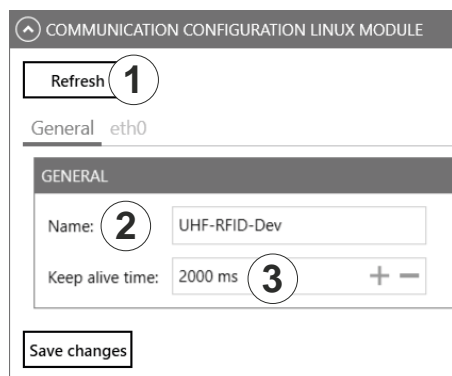 COMMUNICATION CONFIGURATION LINUX MODULE
Refresh 1
General eth0
GENERAL
Name: 2 UHF-RFID-Dev
Keep alive time: 2000 ms 3 + −
Save changes